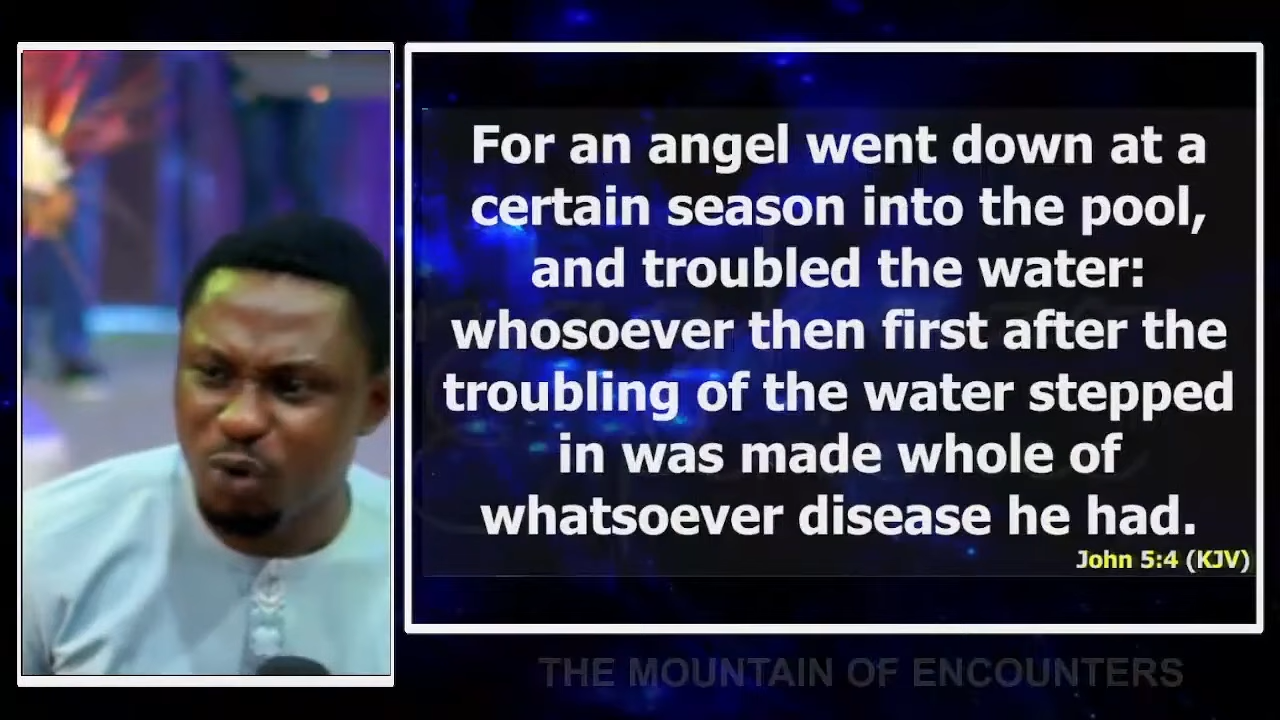 For an angel went down at a
certain season into the pool,
and troubled the water:
whosoever then first after the
troubling of the water stepped
in was made whole of
whatsoever disease he had.
John 5:4 (KJV)
THE MOUNTAIN OF ENCOUNTERS